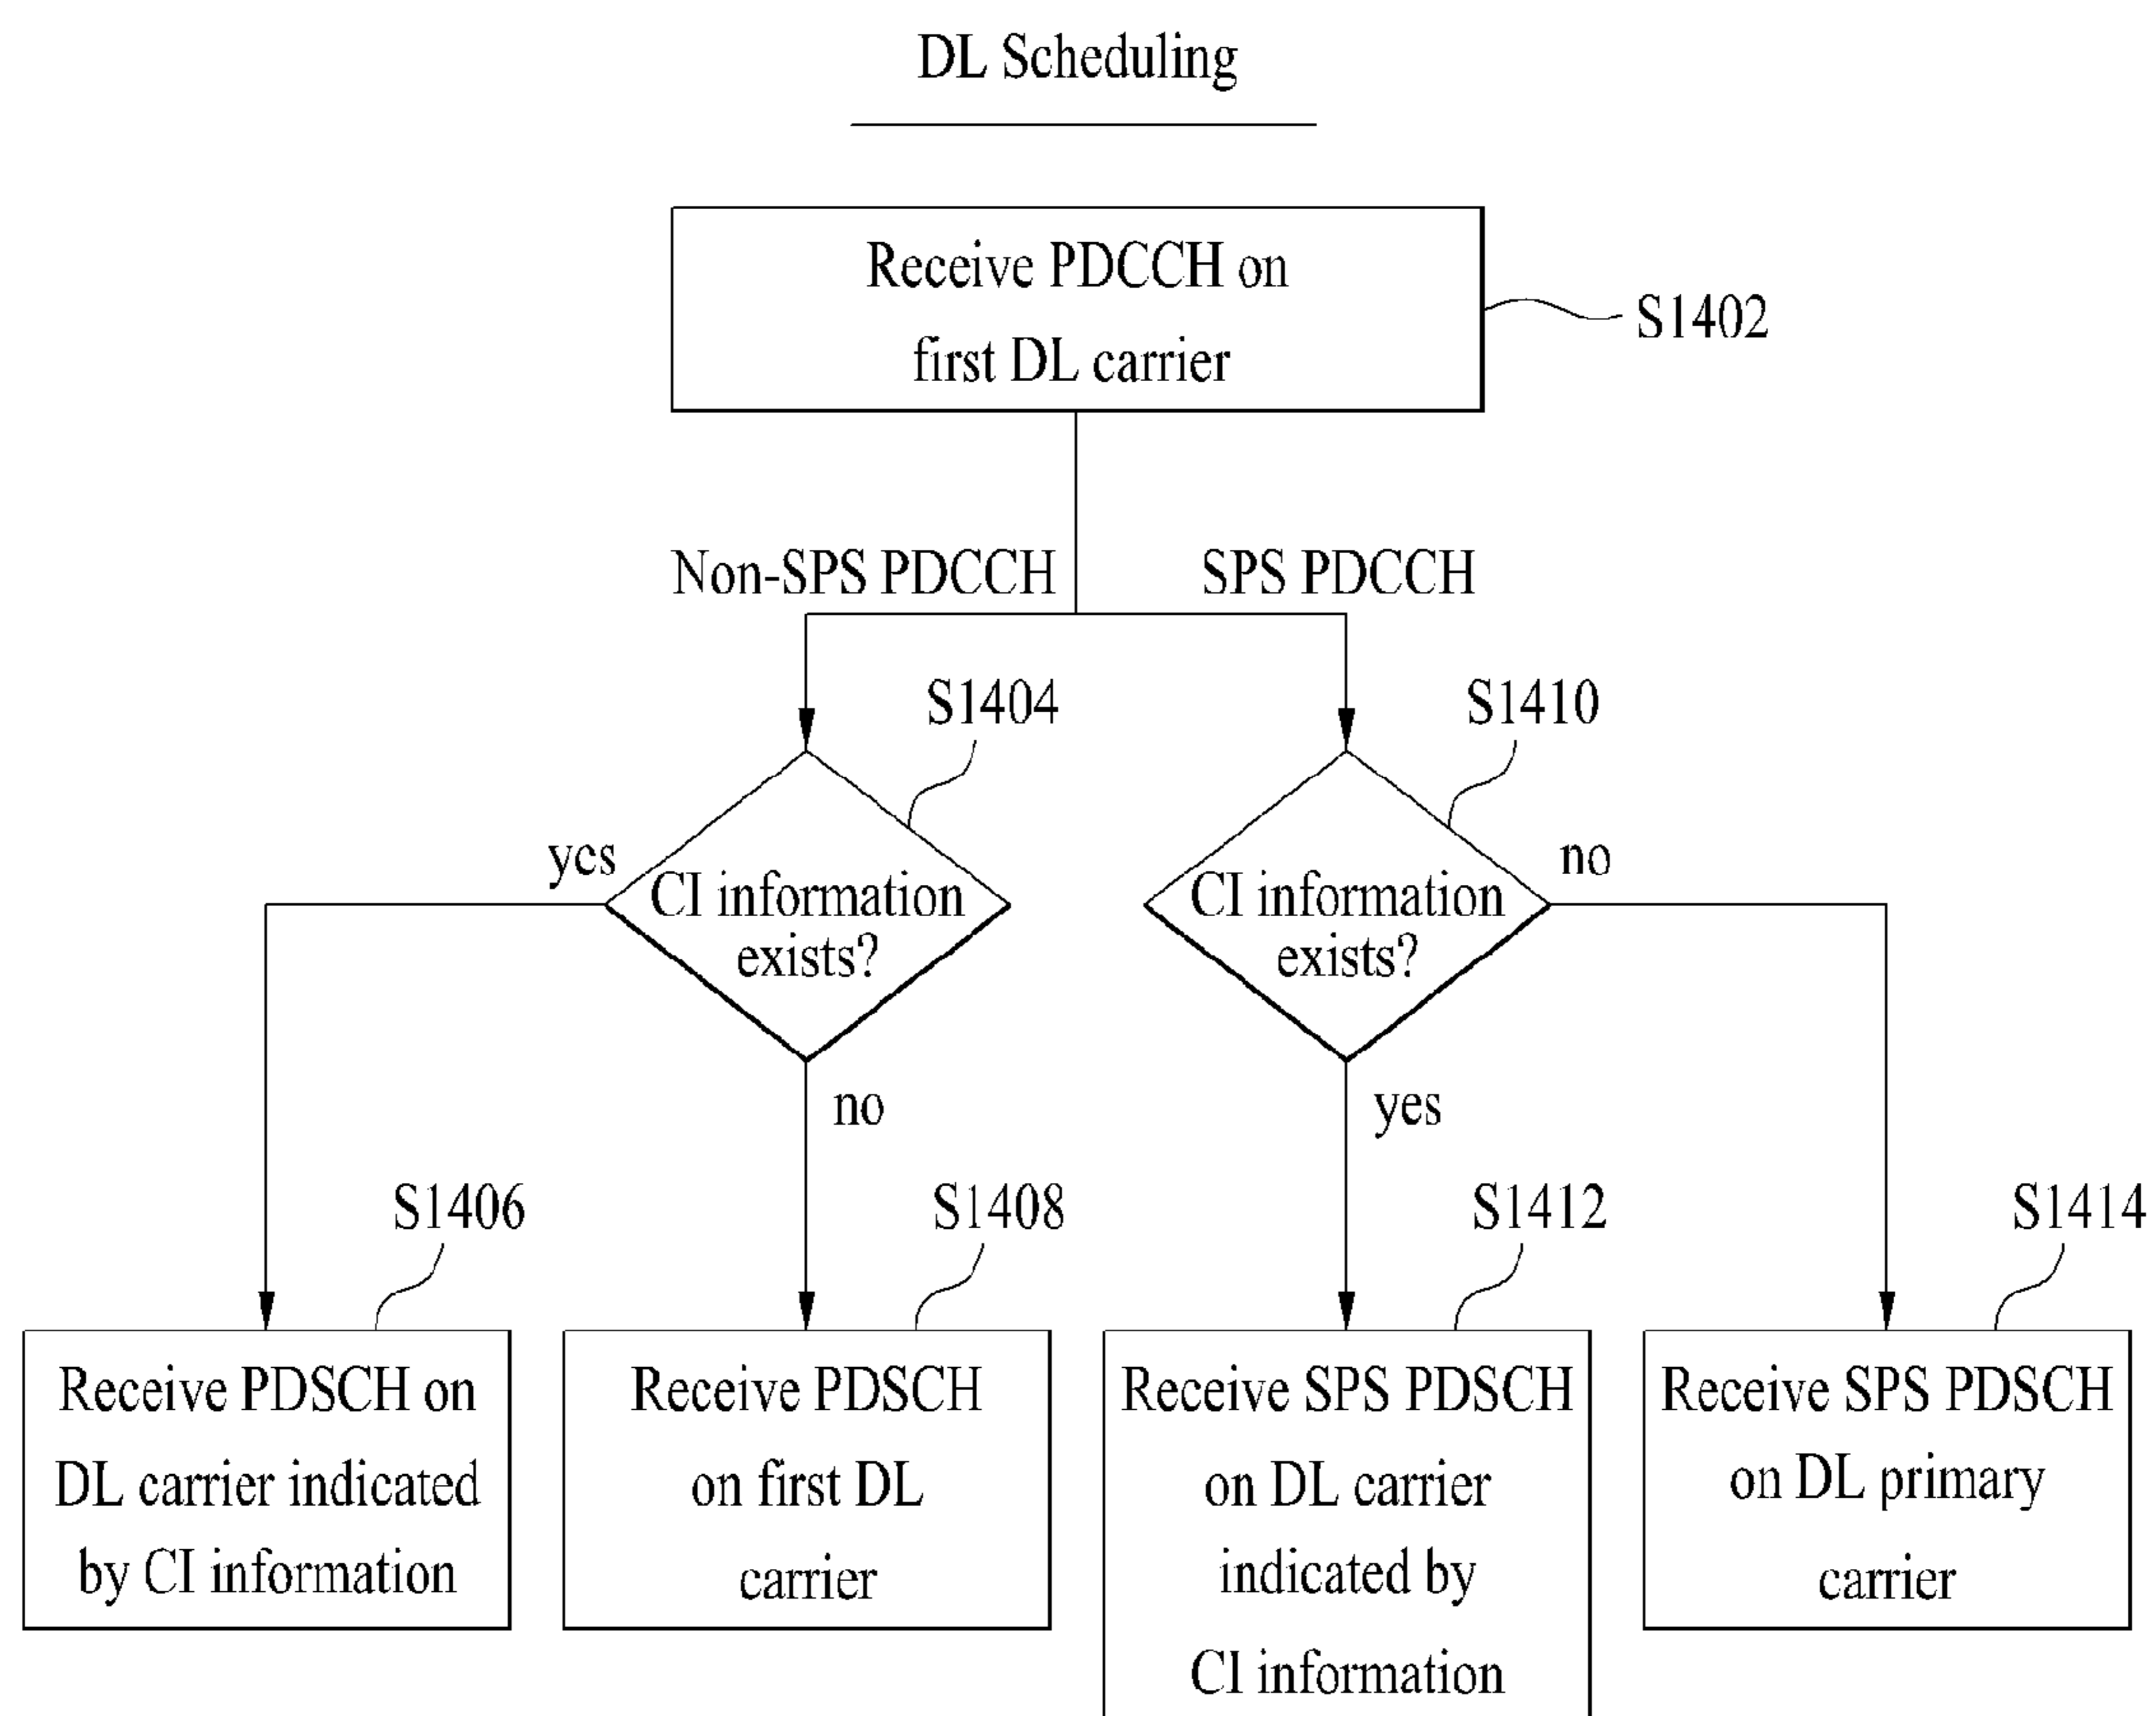 DL Scheduling
Receive PDCCH on
first DL carrier
S1402
Non-SPS PDCCH
SPS PDCCH
S1404
S1410
yes
CI information
exists?
no
CI information
exists?
no
yes
S1406
Receive PDSCH on
DL carrier indicated
by CI information
S1408
Receive PDSCH
on first DL
carrier
S1412
Receive SPS PDSCH
on DL carrier
indicated by
CI information
S1414
Receive SPS PDSCH
on DL primary
carrier